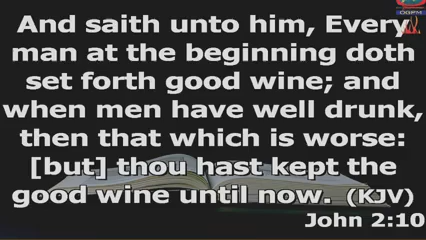 And saith unto him, Every
man at the beginning doth
set forth good wine; and
when men have well drunk,
then that which is worse:
[but] thou hast kept the
good wine until now. (KJV)
John 2:10